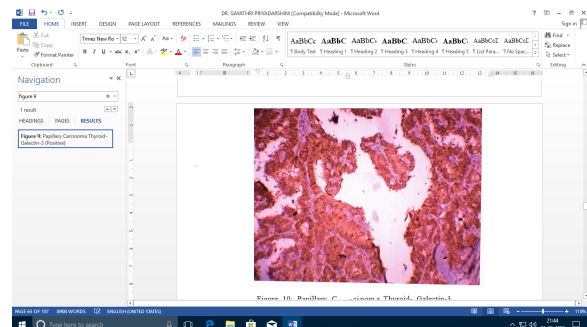 DR. GAYATHRI PRIYADARSHINI [Compatibility Mode] - Microsoft Word
FILE HOME INSERT DESIGN PAGE LAYOUT REFERENCES MAILINGS REVIEW VIEW Sign in
Cut
Copy
Format Painter
Paste
Clipboard
Times New Ro 12
Font
Paragraph
AaBbCc AaBbC AaBbC AaBbC AaBbC AaBbC AaBbCcI AaBbCcI
¶ Body Text ¶ Heading 1 ¶ Heading 2 ¶ Heading 3 ¶ Heading 4 ¶ Heading 5 ¶ List Para... ¶ No Spac...
Styles
Find
Replace
Select
Editing
Navigation
figure 9
1 result
HEADINGS PAGES RESULTS
Figure 9: Papillary Carcinoma Thyroid-
Galectin-3 (Positive)
Figure 10: Papillary Thyroid- Galectin-3
PAGE 65 OF 107 8900 WORDS ENGLISH (UNITED STATES)
Type here to search
21:44